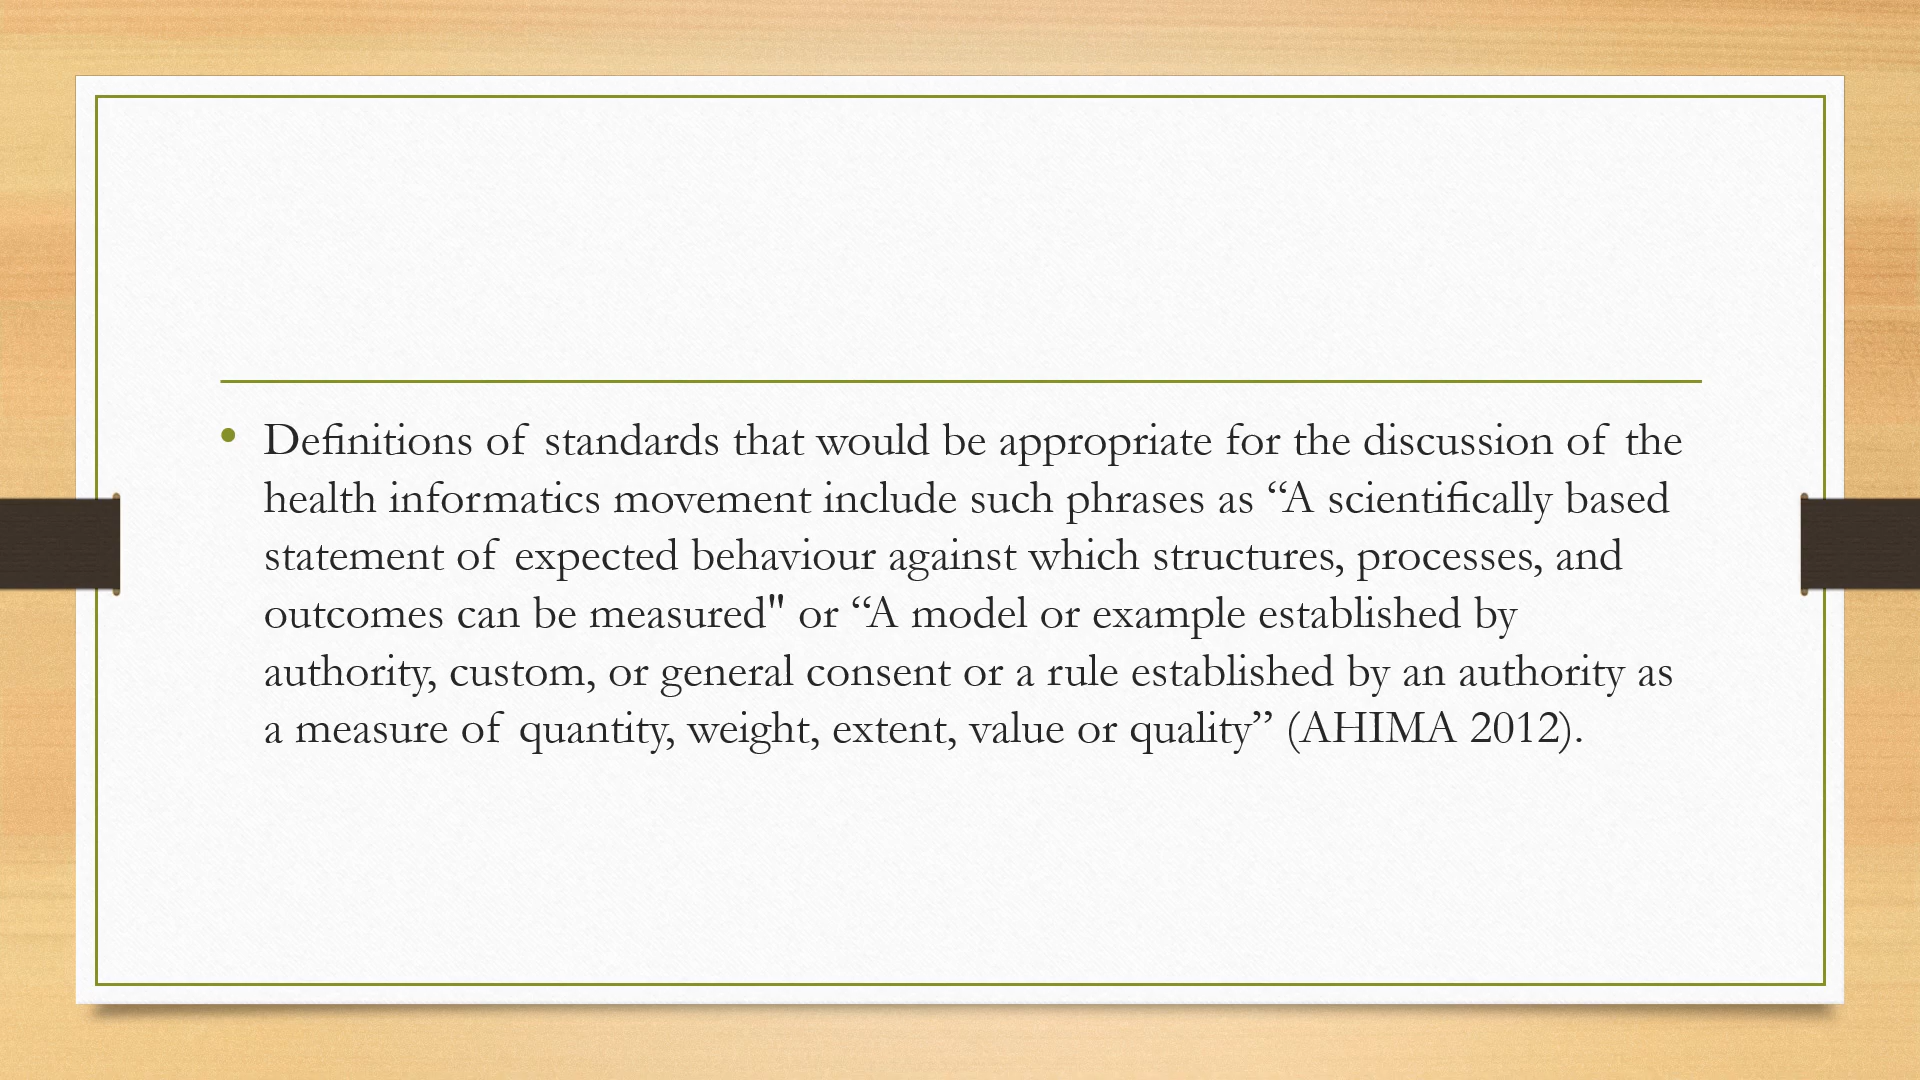 • Definitions of standards that would be appropriate for the discussion of the
health informatics movement include such phrases as “A scientifically based
statement of expected behaviour against which structures, processes, and
outcomes can be measured" or “A model or example established by
authority, custom, or general consent or a rule established by an authority as
a measure of quantity, weight, extent, value or quality” (AHIMA 2012).